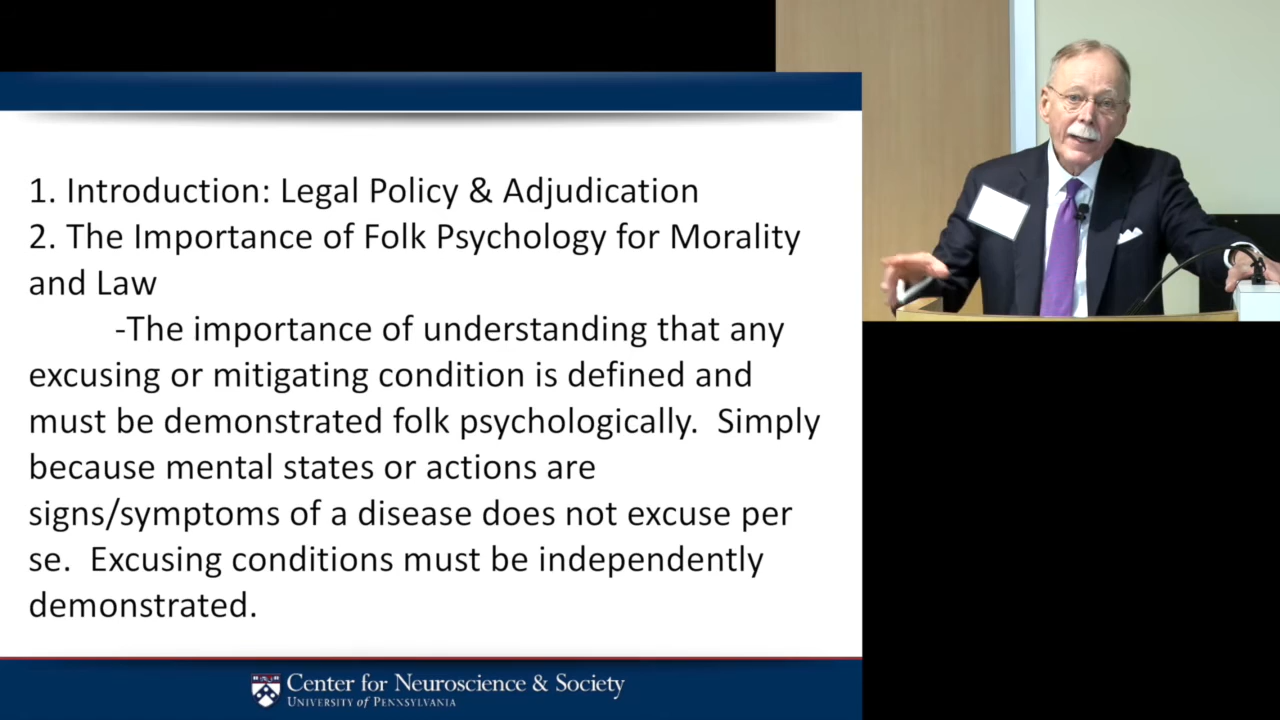 1. Introduction: Legal Policy & Adjudication
2. The Importance of Folk Psychology for Morality
and Law
-The importance of understanding that any
excusing or mitigating condition is defined and
must be demonstrated folk psychologically.  Simply
because mental states or actions are
signs/symptoms of a disease does not excuse per
se.  Excusing conditions must be independently
demonstrated.
Center for Neuroscience & Society
University of Pennsylvania